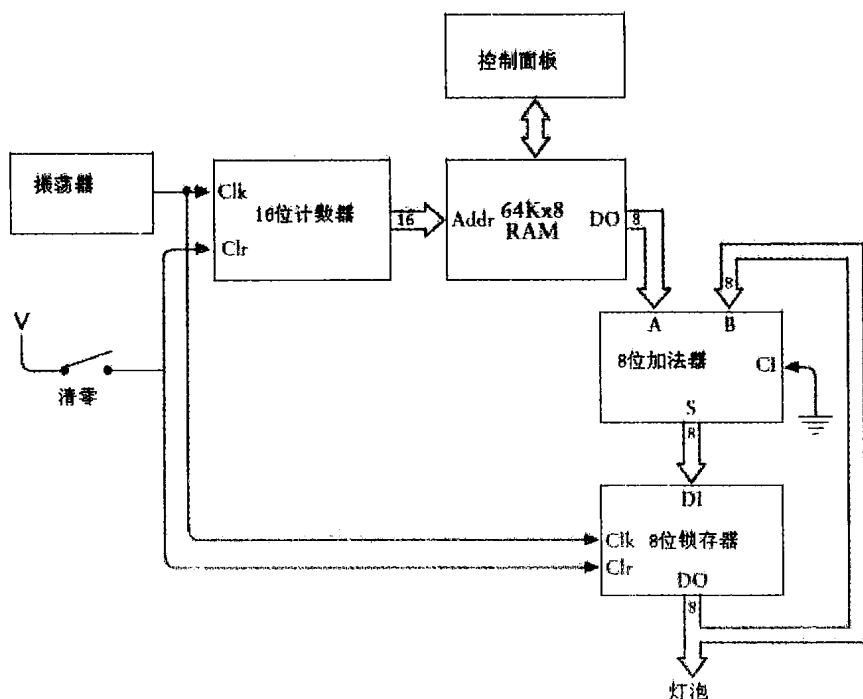 控制面板
振荡器
Clk
16位计数器
Clr
16
Addr
64Kx8
RAM
DO
8
8
A
B
8位加法器
CI
S
8
V
清零
DI
Clk
8位锁存器
Clr
DO
8
灯泡